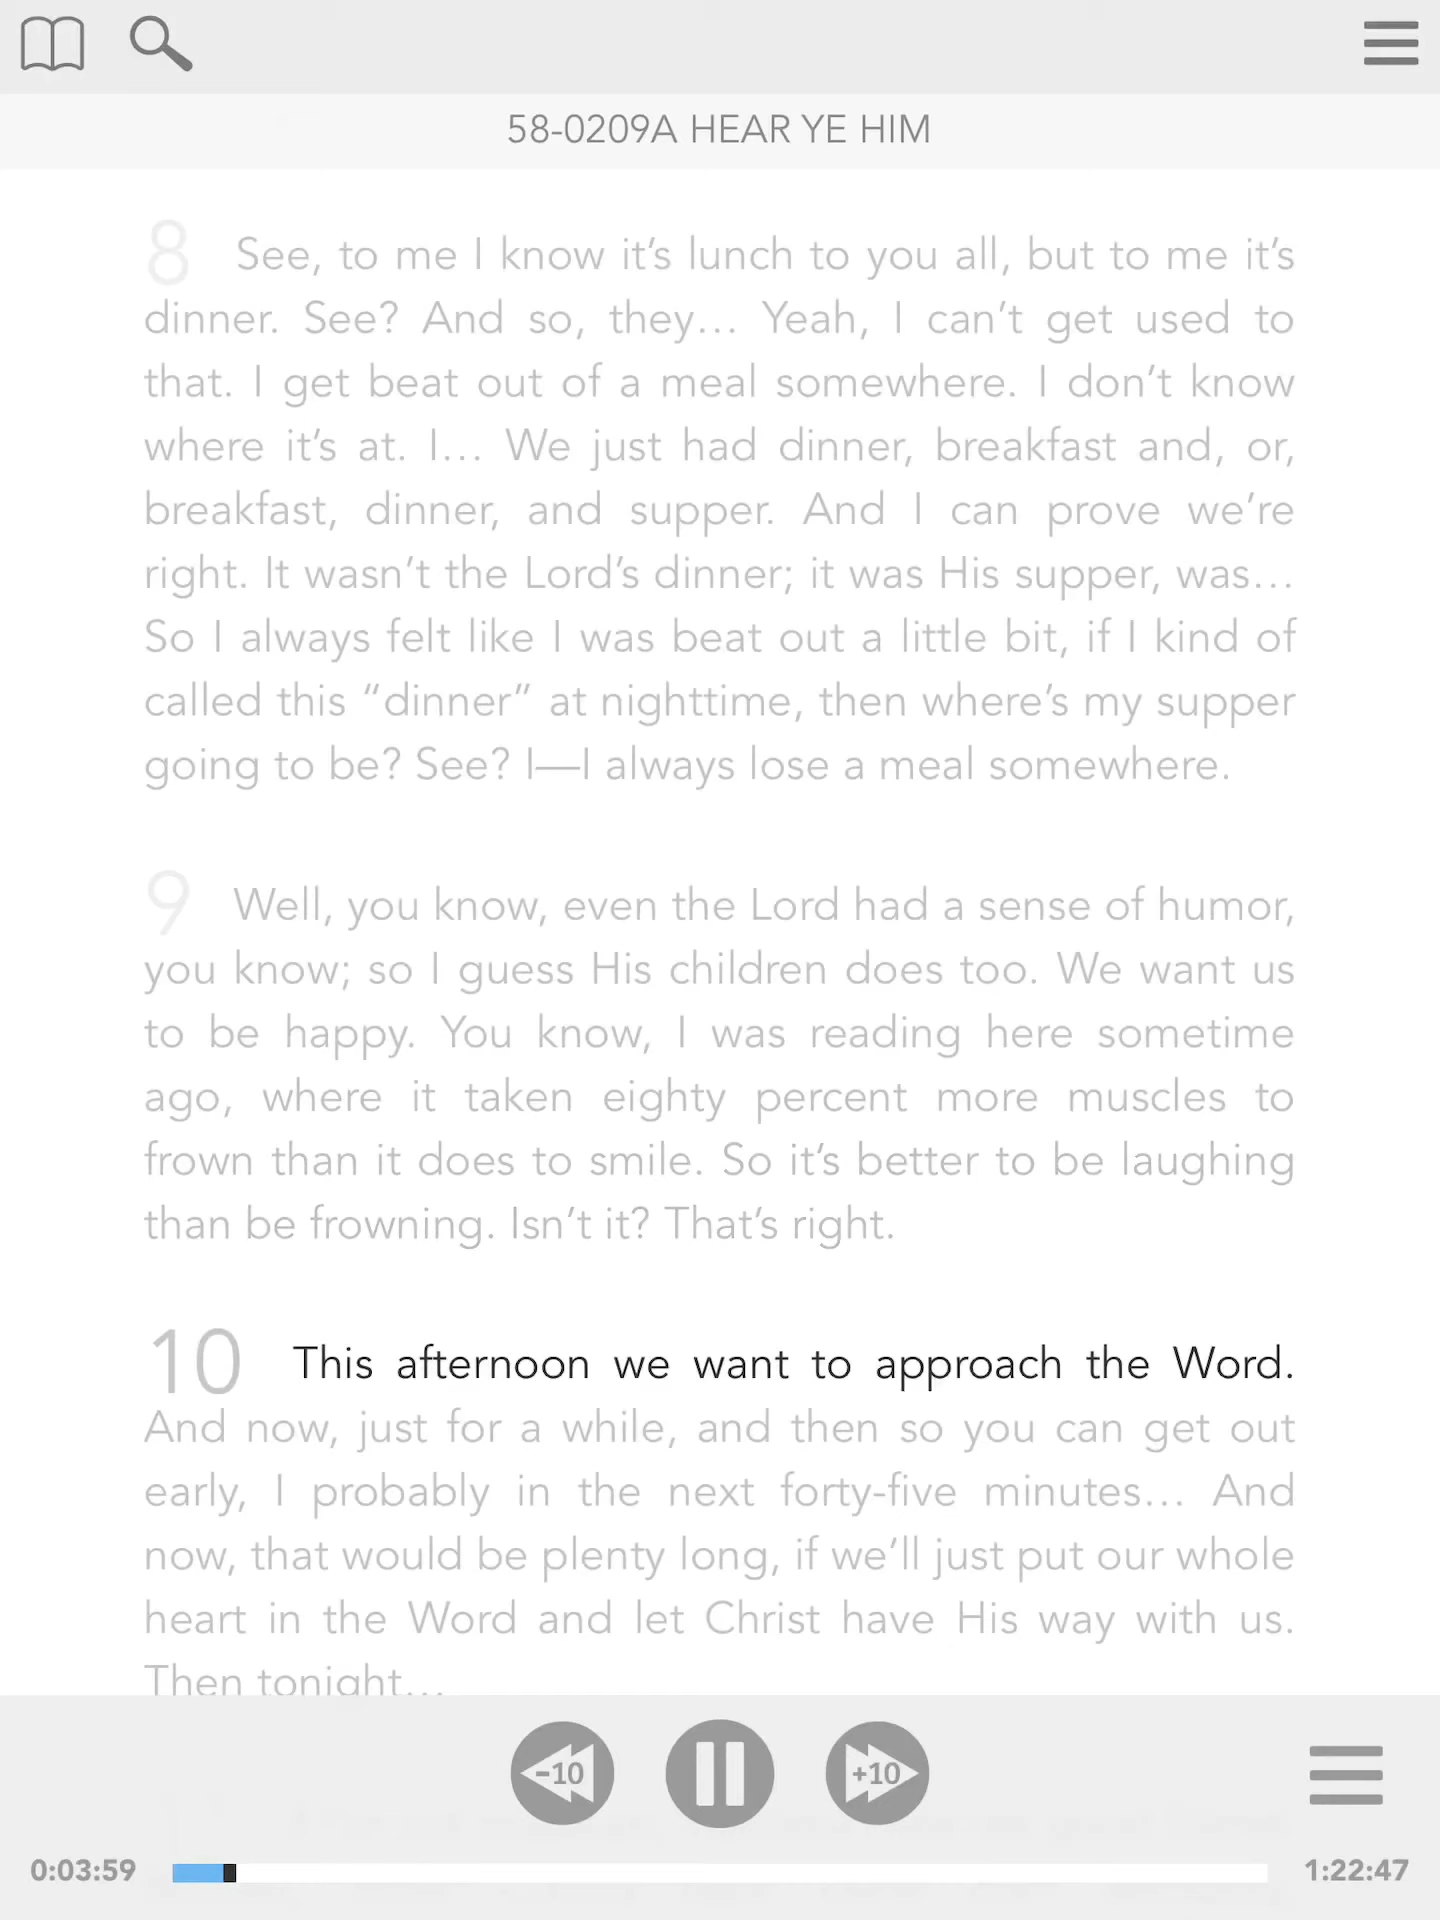 58-0209A HEAR YE HIM
8 See, to me I know it’s lunch to you all, but to me it’s
dinner. See? And so, they… Yeah, I can’t get used to
that. I get beat out of a meal somewhere. I don’t know
where it’s at. I… We just had dinner, breakfast and, or,
breakfast, dinner, and supper. And I can prove we’re
right. It wasn’t the Lord’s dinner; it was His supper, was…
So I always felt like I was beat out a little bit, if I kind of
called this “dinner” at nighttime, then where’s my supper
going to be? See? I—I always lose a meal somewhere.
9 Well, you know, even the Lord had a sense of humor,
you know; so I guess His children does too. We want us
to be happy. You know, I was reading here sometime
ago, where it taken eighty percent more muscles to
frown than it does to smile. So it’s better to be laughing
than be frowning. Isn’t it? That’s right.
10 This afternoon we want to approach the Word.
And now, just for a while, and then so you can get out
early, I probably in the next forty-five minutes… And
now, that would be plenty long, if we’ll just put our whole
heart in the Word and let Christ have His way with us.
Then tonight…
-10 +10
0:03:59 1:22:47